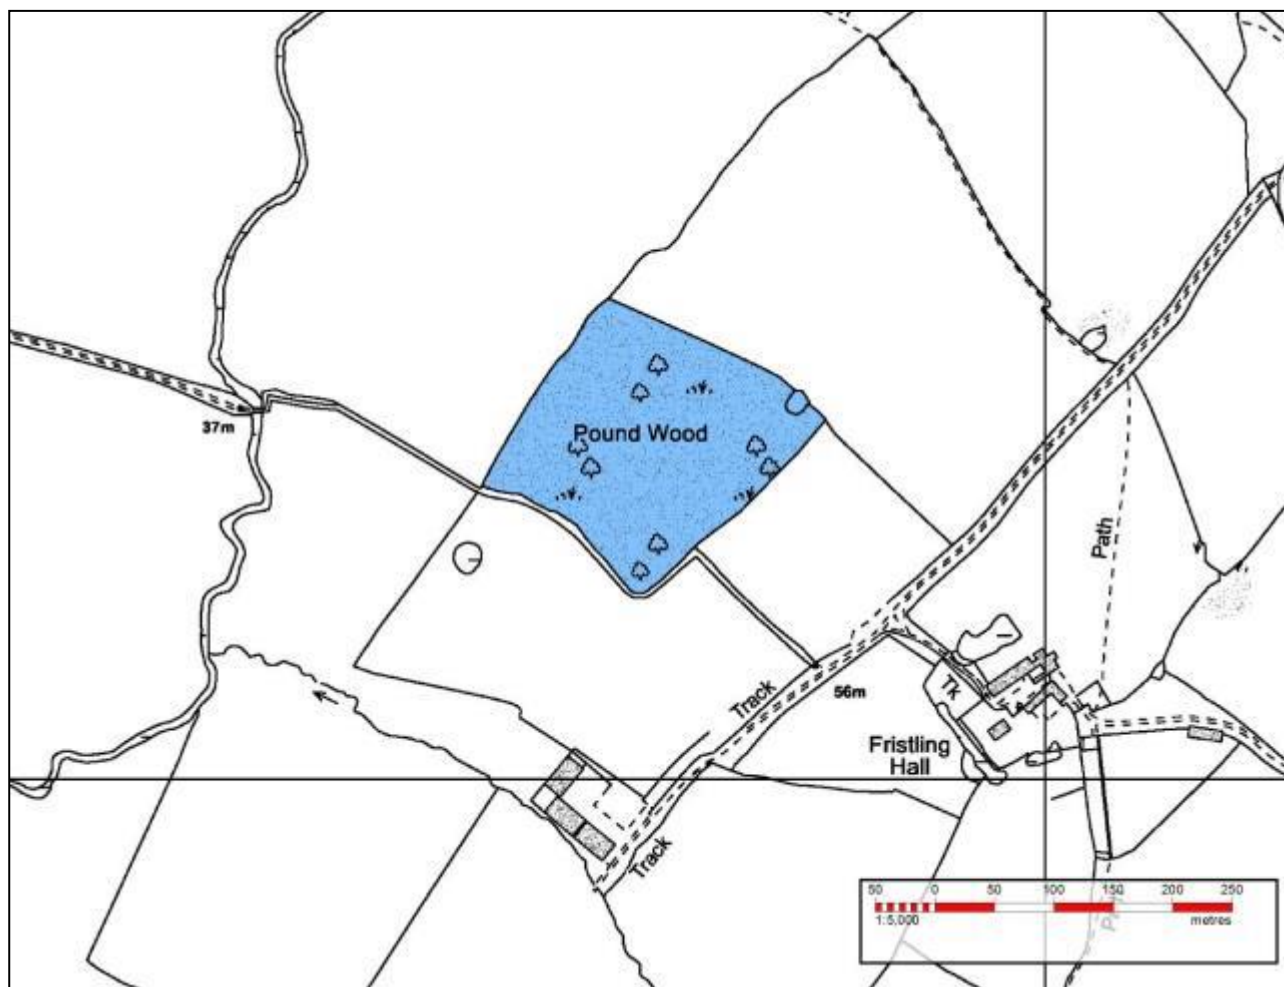 Pound Wood
37m
Path
Track
56m
Tk
Fristling
Hall
Track
50 0 50 100 150 200 250
1:5,000 metres
Path